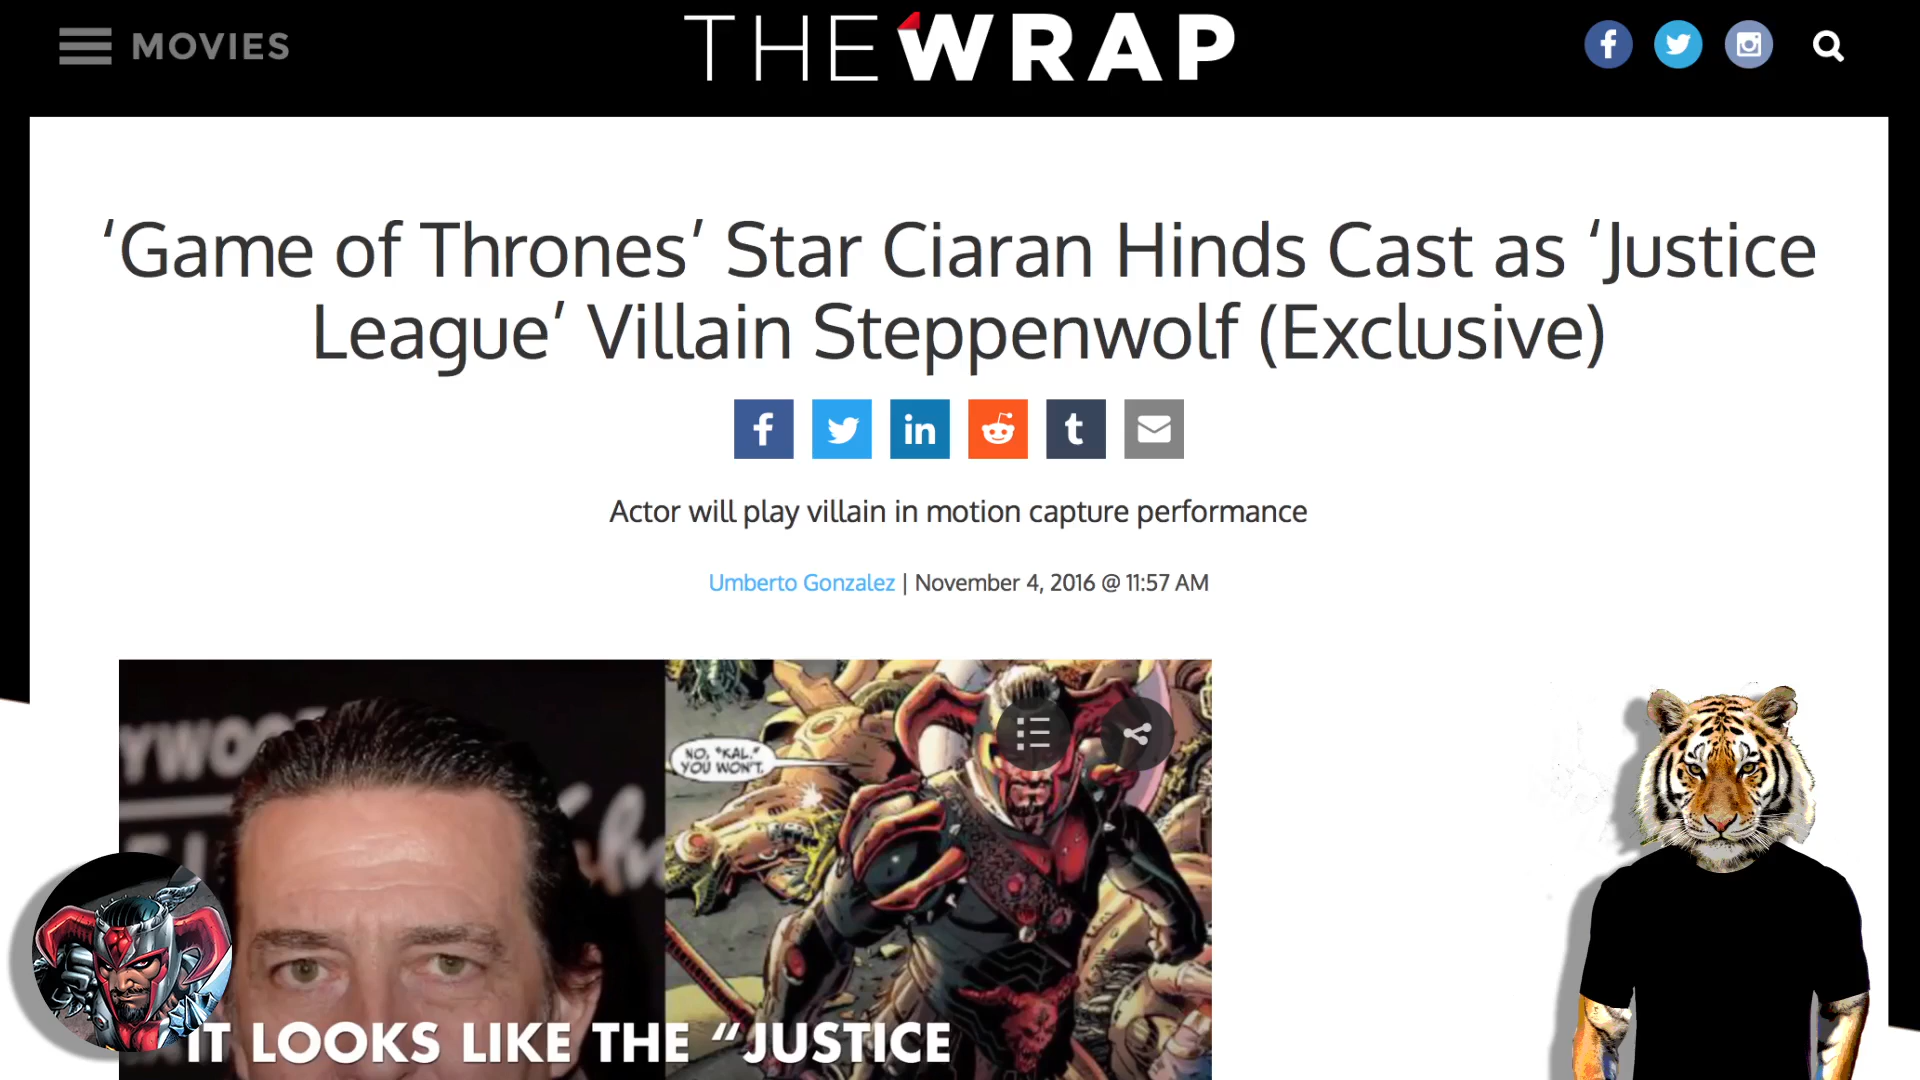 MOVIES
THE WRAP
‘Game of Thrones’ Star Ciaran Hinds Cast as ‘Justice
League’ Villain Steppenwolf (Exclusive)
Actor will play villain in motion capture performance
Umberto Gonzalez | November 4, 2016 @ 11:57 AM
NO, "KAL."
YOU WON'T.
IT LOOKS LIKE THE “JUSTICE